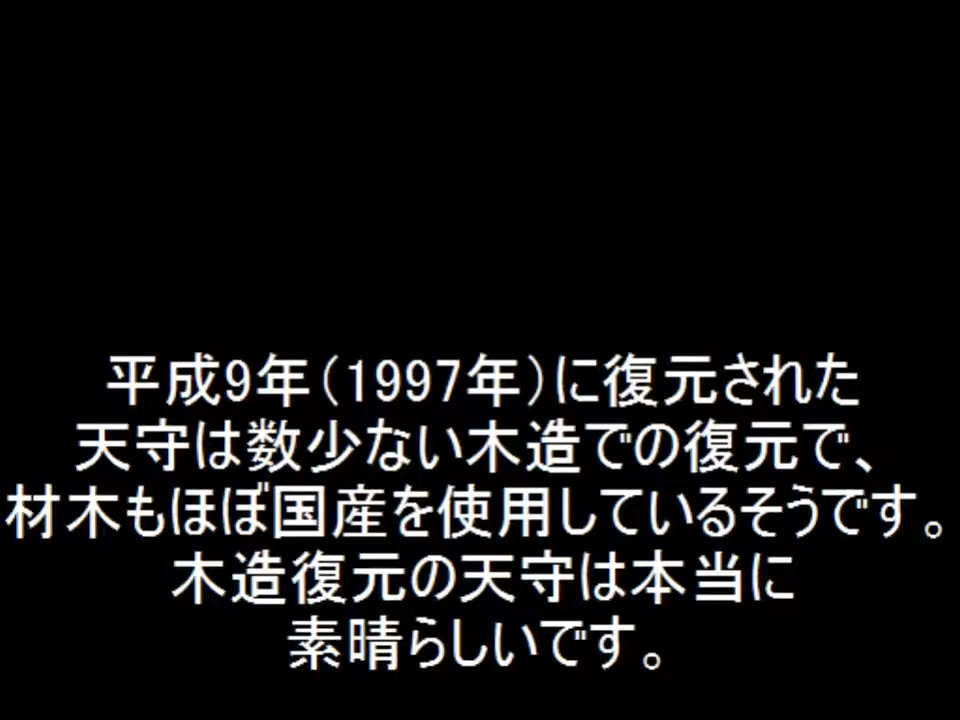 平成9年(1997年)に復元された
天守は数少ない木造での復元で、
材木もほぼ国産を使用しているそうです。
木造復元の天守は本当に
素晴らしいです。